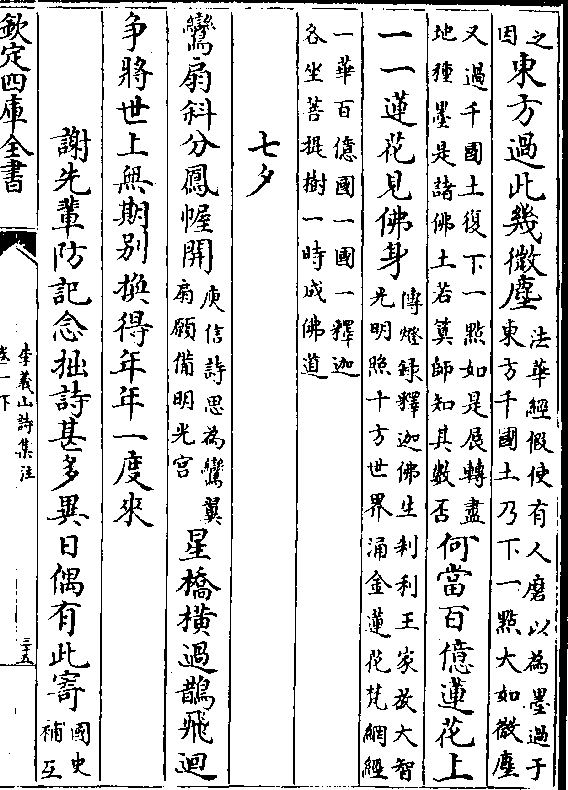 之
因
東方過此幾微塵
法華經假使有人磨以為墨過于
東方千國土乃下一點大如微塵
又過千國土復下一點如是展轉盡
地種墨是諸佛土若算師知其數否
何當百億蓮花上
一一蓮花見佛身
傳燈録釋迦佛生刹利王家放大智
光明照十方世界涌金蓮花梵網經
一華百億國一國一釋迦
各坐菩提樹一時成佛道
七夕
鸞扇斜分鳳幄開
庾信詩思為鸞翼
扇願備明光宫
星橋橫過鵲飛迴
争將世上無期别換得年年一度來
謝先輩防記念拙詩甚多異日偶有此寄
國史
補互
欽定四庫全書
李義山詩集注
卷一下
三十五